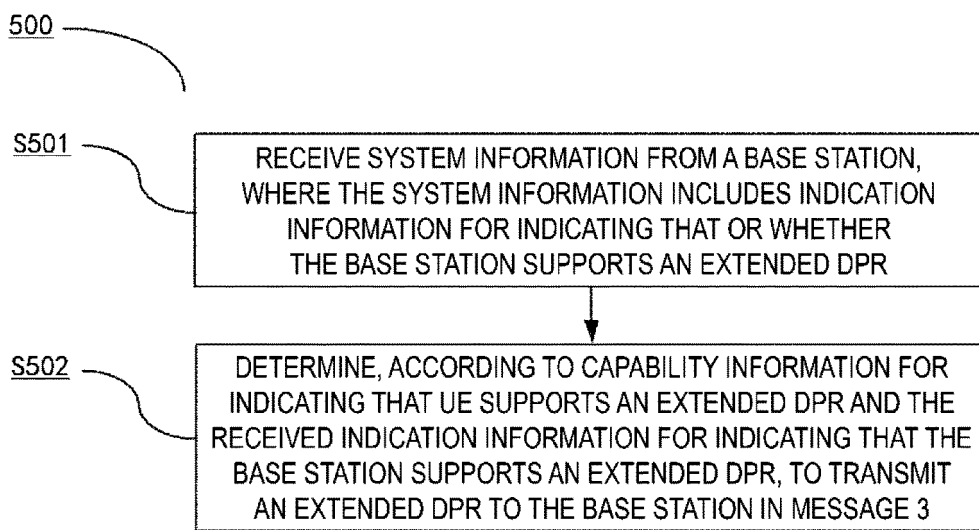 500
S501
RECEIVE SYSTEM INFORMATION FROM A BASE STATION,
WHERE THE SYSTEM INFORMATION INCLUDES INDICATION
INFORMATION FOR INDICATING THAT OR WHETHER
THE BASE STATION SUPPORTS AN EXTENDED DPR
S502
DETERMINE, ACCORDING TO CAPABILITY INFORMATION FOR
INDICATING THAT UE SUPPORTS AN EXTENDED DPR AND THE
RECEIVED INDICATION INFORMATION FOR INDICATING THAT THE
BASE STATION SUPPORTS AN EXTENDED DPR, TO TRANSMIT
AN EXTENDED DPR TO THE BASE STATION IN MESSAGE 3